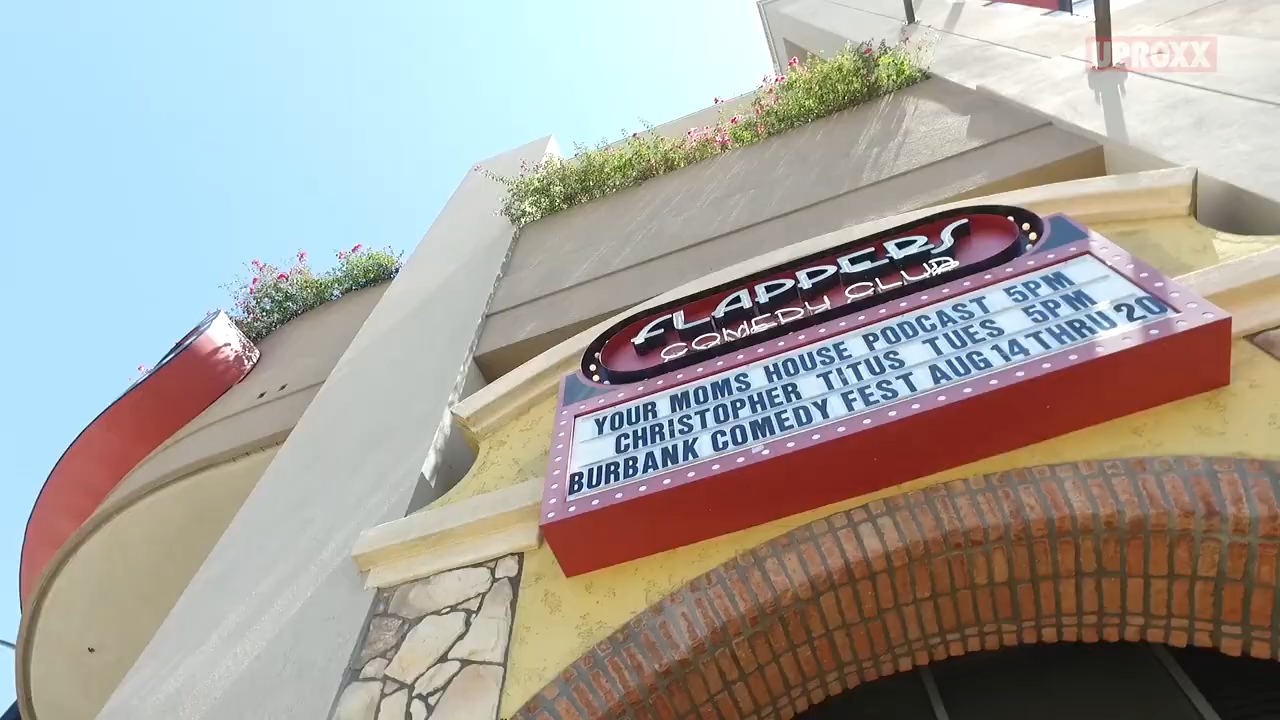 UPROXX
FLAPPERS
COMEDY CLUB
YOUR MOMS HOUSE PODCAST 5PM
CHRISTOPHER TITUS TUES 5PM
BURBANK COMEDY FEST AUG 14 THRU 20